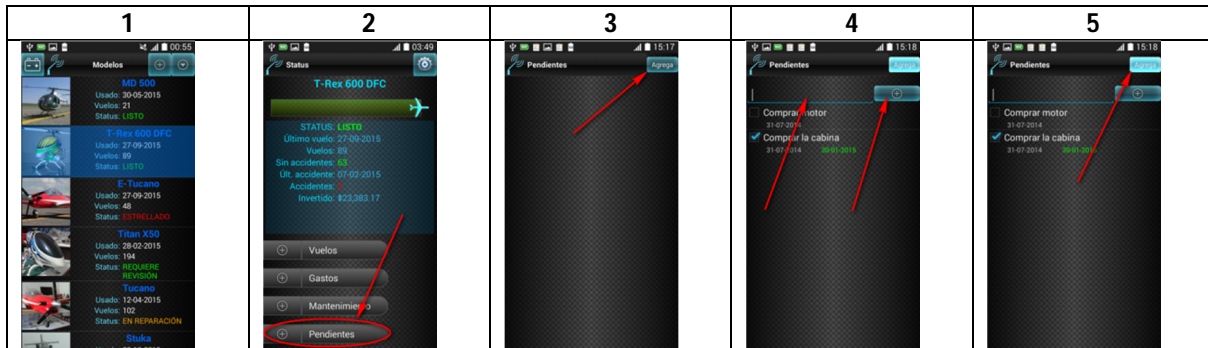 1
2
3
4
5
00:55
Modelos
MD 500
Usado: 30-05-2015
Vuelos: 21
Status: LISTO
T-Rex 600 DFC
Usado: 27-09-2015
Vuelos: 89
Status: LISTO
E-Tucano
Usado: 27-09-2015
Vuelos: 48
Status: ESTRELLADO
Titan X50
Usado: 28-02-2015
Vuelos: 194
Status: REQUIERE
REVISIÓN
Tucano
Usado: 12-04-2015
Vuelos: 102
Status: EN REPARACIÓN
Stuka
03:49
Status
T-Rex 600 DFC
STATUS: LISTO
Último vuelo: 27-09-2015
Vuelos: 89
Sin accidentes: 63
Últ. accidente: 07-02-2015
Accidentes:
Invertido: $23,383.17
Vuelos
Gastos
Mantenimiento
Pendientes
15:17
Pendientes
Agrega
15:18
Pendientes
Agrega
Comprar motor
31-07-2014
Comprar la cabina
31-07-2014 30-01-2015
15:18
Pendientes
Agrega
Comprar motor
31-07-2014
Comprar la cabina
31-07-2014 30-01-2015